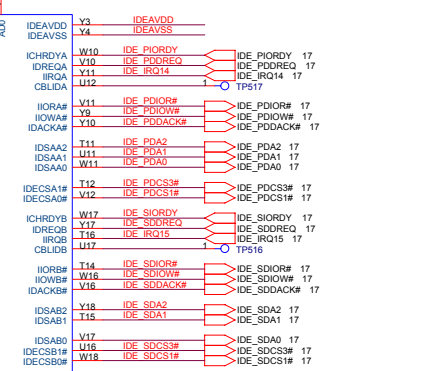 AD0
IDEAVDD Y3 IDEAVDD
IDEAVSS Y4 IDEAVSS
ICHRDYA W10 IDE_PIORDY IDE_PIORDY 17
IDREQA V10 IDE_PDDREQ IDE_PDDREQ 17
IIRQA Y11 IDE_IRQ14 IDE_IRQ14 17
CBLIDA U12 1 TP517
IIORA# V11 IDE_PDIOR# IDE_PDIOR# 17
IIOWA# Y9 IDE_PDIOW# IDE_PDIOW# 17
IDACKA# Y10 IDE_PDDACK# IDE_PDDACK# 17
IDSAA2 T11 IDE_PDA2 IDE_PDA2 17
IDSAA1 U11 IDE_PDA1 IDE_PDA1 17
IDSAA0 W11 IDE_PDA0 IDE_PDA0 17
IDECSA1# T12 IDE_PDCS3# IDE_PDCS3# 17
IDECSA0# V12 IDE_PDCS1# IDE_PDCS1# 17
ICHRDYB W17 IDE_SIORDY IDE_SIORDY 17
IDREQB Y17 IDE_SDDREQ IDE_SDDREQ 17
IIRQB T16 IDE_IRQ15 IDE_IRQ15 17
CBLIDB U17 1 TP516
IIORB# T14 IDE_SDIOR# IDE_SDIOR# 17
IIOWB# W16 IDE_SDIOW# IDE_SDIOW# 17
IDACKB# V16 IDE_SDDACK# IDE_SDDACK# 17
IDSAB2 Y18 IDE_SDA2 IDE_SDA2 17
IDSAB1 T15 IDE_SDA1 IDE_SDA1 17
IDSAB0 V17 IDE_SDA0 17
IDECSB1# U16 IDE_SDCS3# IDE_SDCS3# 17
IDECSB0# W18 IDE_SDCS1# IDE_SDCS1# 17